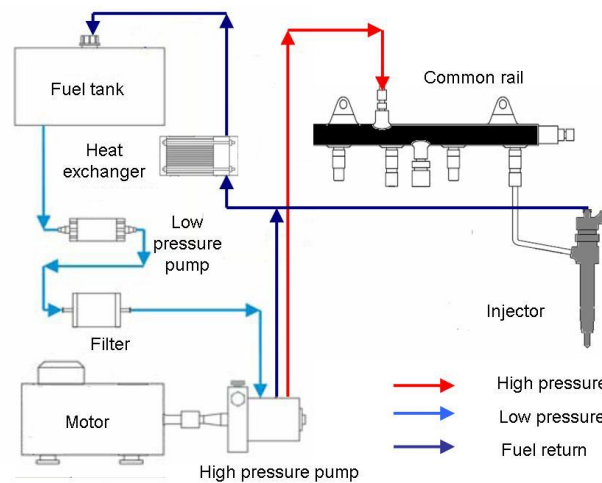 Fuel tank
Common rail
Heat
exchanger
Low
pressure
pump
Filter
Injector
Motor
High pressure pump
High pressure
Low pressure
Fuel return